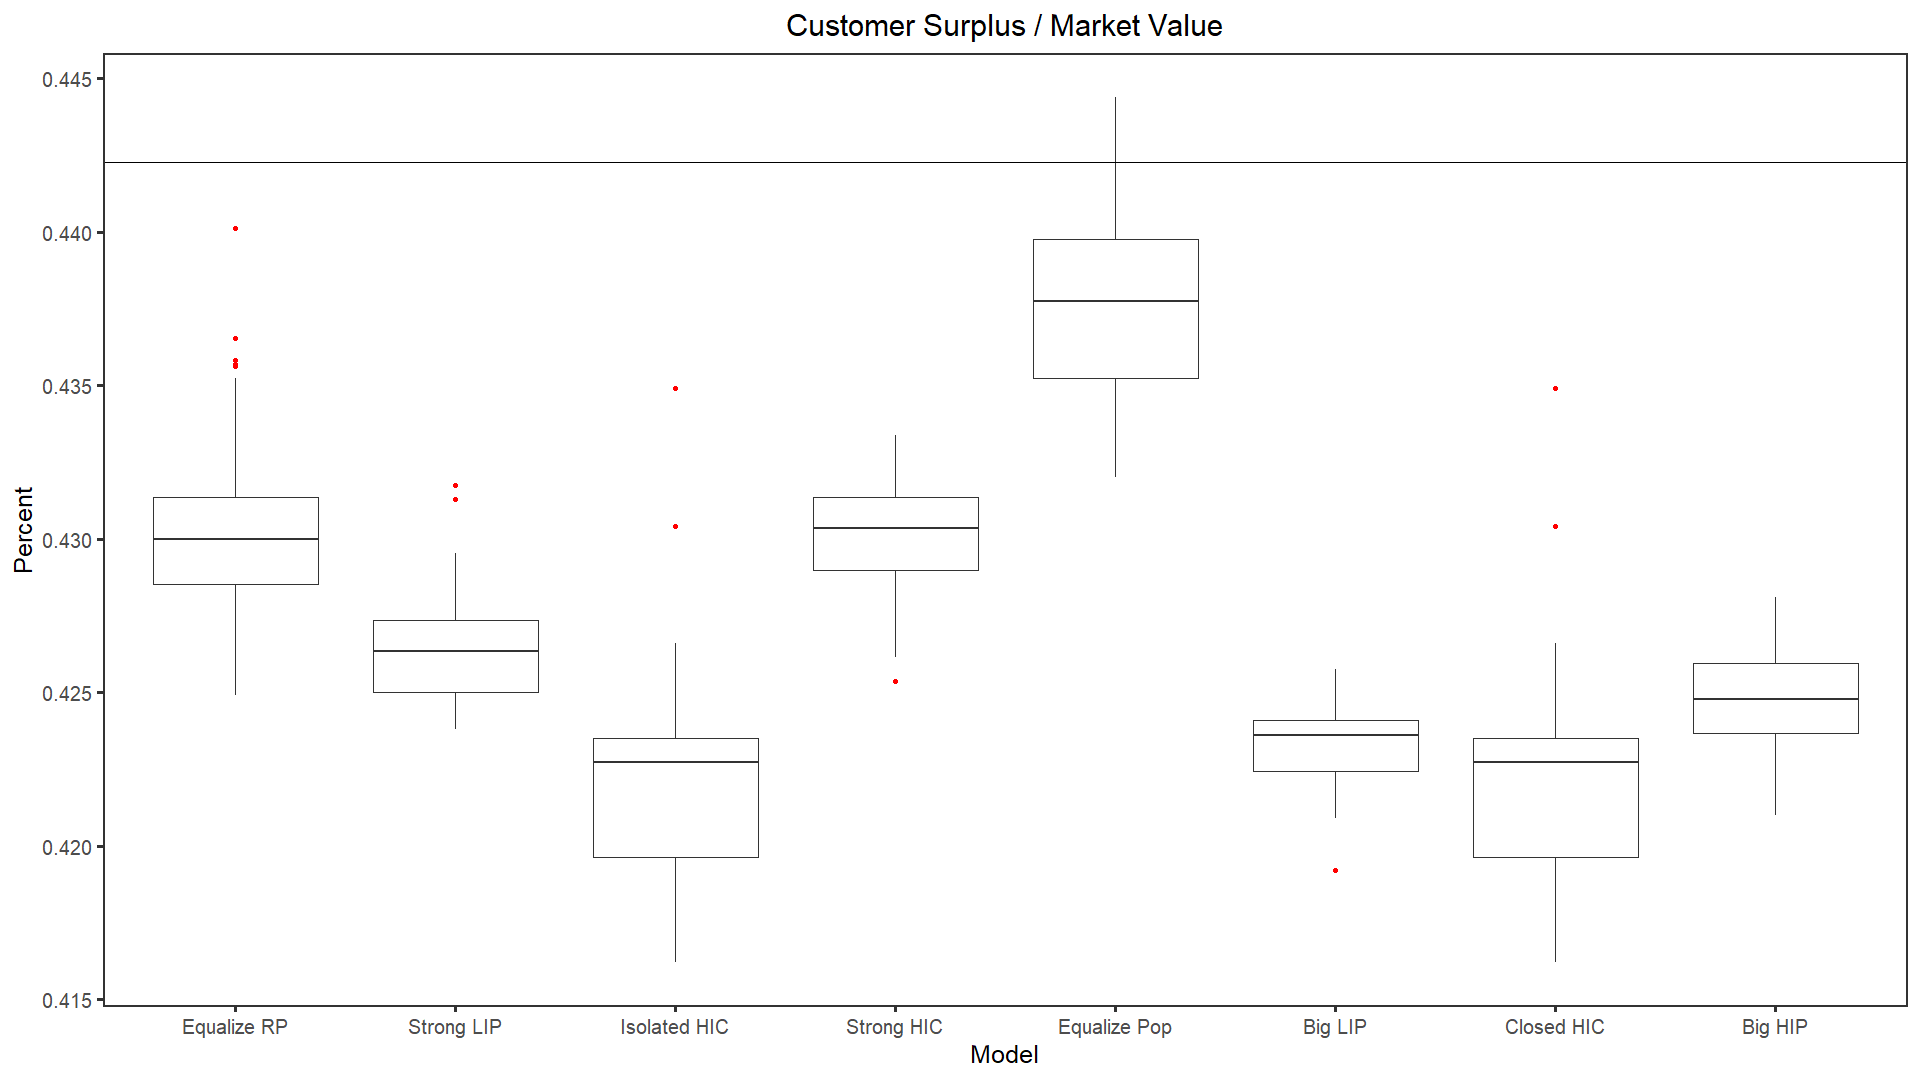 Customer Surplus / Market Value
0.445
0.440
0.435
0.430
0.425
0.420
0.415
Percent
Equalize RP
Strong LIP
Isolated HIC
Strong HIC
Equalize Pop
Big LIP
Closed HIC
Big HIP
Model